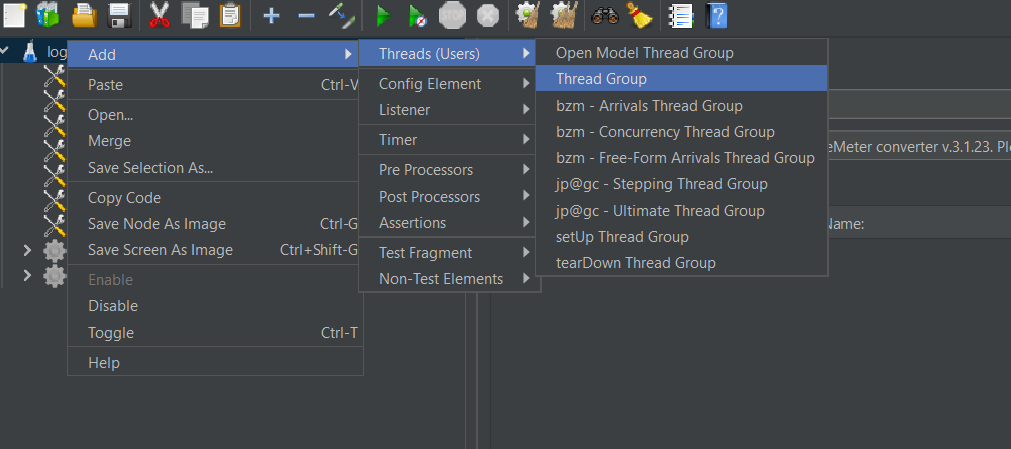 log
Add
Paste Ctrl-V
Open...
Merge
Save Selection As...
Copy Code
Save Node As Image Ctrl-G
Save Screen As Image Ctrl+Shift-G
Enable
Disable
Toggle Ctrl-T
Help
Threads (Users)
Config Element
Listener
Timer
Pre Processors
Post Processors
Assertions
Test Fragment
Non-Test Elements
Open Model Thread Group
Thread Group
bzm - Arrivals Thread Group
bzm - Concurrency Thread Group
bzm - Free-Form Arrivals Thread Group
jp@gc - Stepping Thread Group
jp@gc - Ultimate Thread Group
setUp Thread Group
tearDown Thread Group
eMeter converter v.3.1.23. Pl
Name:
STOP
?